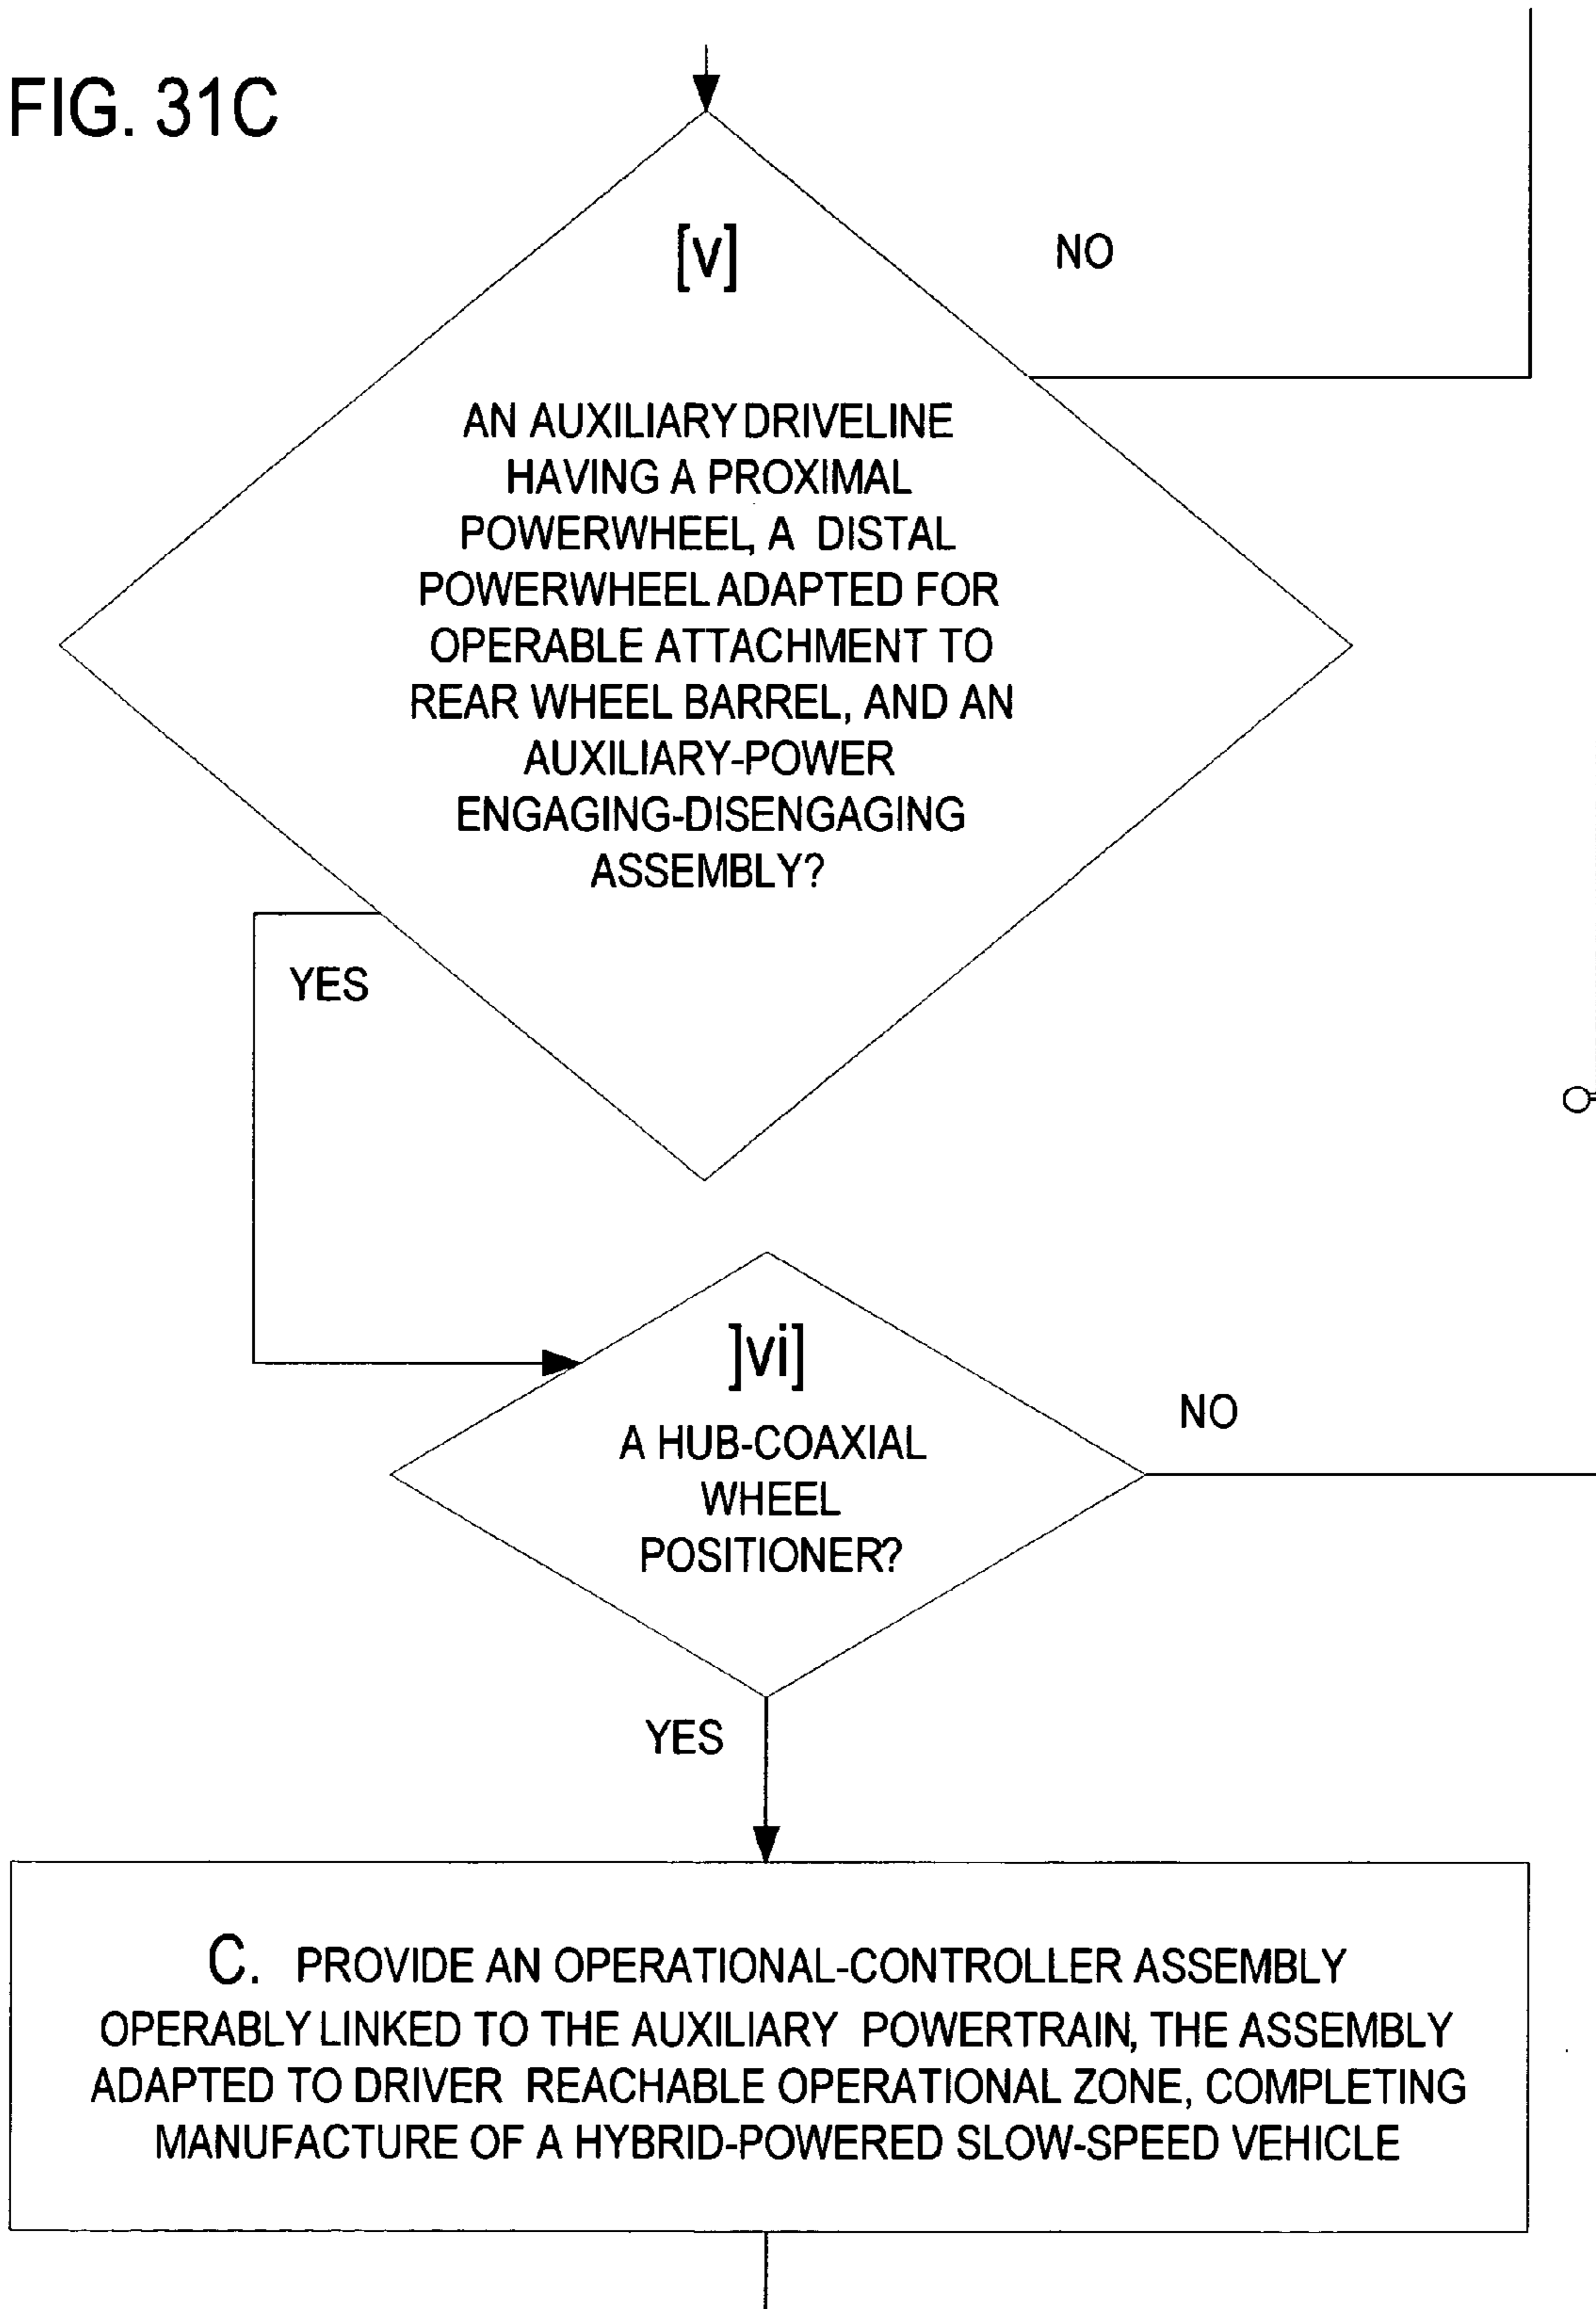 FIG. 31C
[v]
NO
AN AUXILIARY DRIVELINE
HAVING A PROXIMAL
POWERWHEEL, A DISTAL
POWERWHEEL ADAPTED FOR
OPERABLE ATTACHMENT TO
REAR WHEEL BARREL, AND AN
AUXILIARY-POWER
ENGAGING-DISENGAGING
ASSEMBLY?
YES
]vi]
NO
A HUB-COAXIAL
WHEEL
POSITIONER?
YES
C. PROVIDE AN OPERATIONAL-CONTROLLER ASSEMBLY
OPERABLY LINKED TO THE AUXILIARY POWERTRAIN, THE ASSEMBLY
ADAPTED TO DRIVER REACHABLE OPERATIONAL ZONE, COMPLETING
MANUFACTURE OF A HYBRID-POWERED SLOW-SPEED VEHICLE